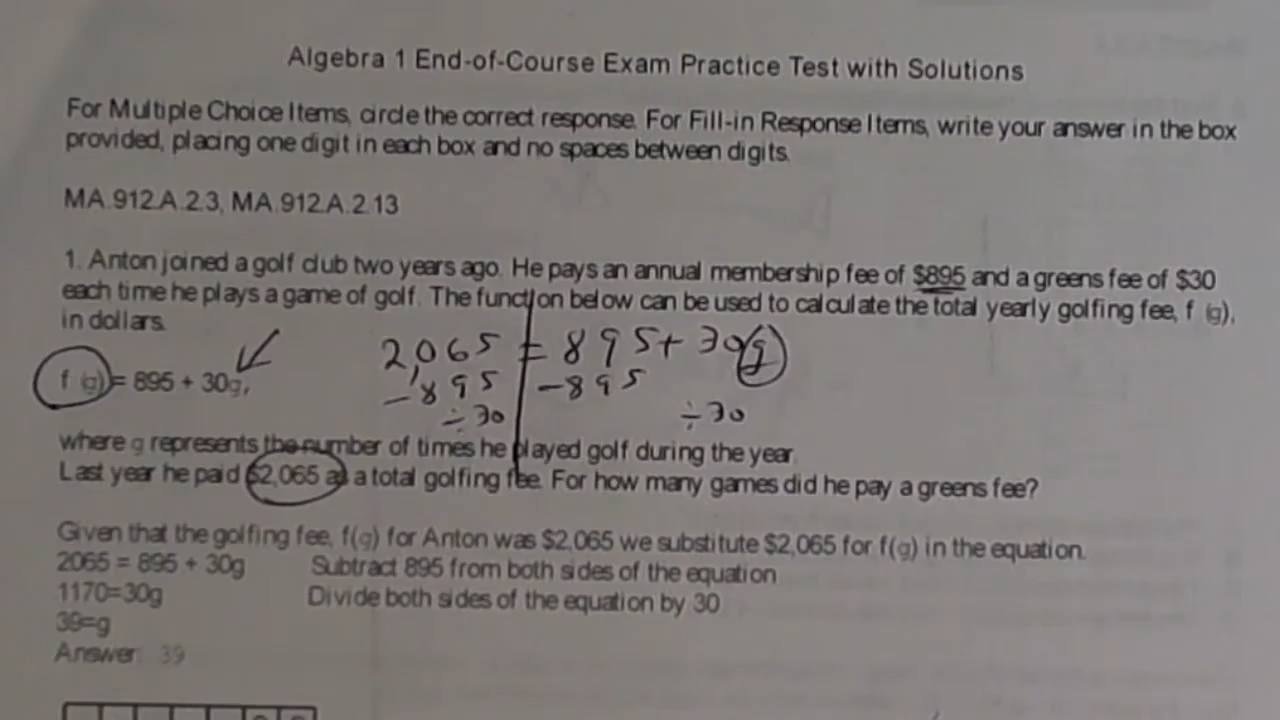 Algebra 1 End-of-Course Exam Practice Test with Solutions
For Multiple Choice Items, circle the correct response. For Fill-in Response Items, write your answer in the box
provided, placing one digit in each box and no spaces between digits.
MA.912.A.2.3, MA.912.A.2.13
1. Anton joined a golf club two years ago. He pays an annual membership fee of $895 and a greens fee of $30
each time he plays a game of golf. The function below can be used to calculate the total yearly golfing fee, f (g),
in dollars.
2,065 = 895 + 30g
f (g) = 895 + 30g,
-895 -895
÷30 ÷30
where g represents the number of times he played golf during the year.
Last year he paid $2,065 as a total golfing fee. For how many games did he pay a greens fee?
Given that the golfing fee, f(g) for Anton was $2,065 we substitute $2,065 for f(g) in the equation.
2065 = 895 + 30g Subtract 895 from both sides of the equation
1170=30g Divide both sides of the equation by 30
39=g
Answer: 39